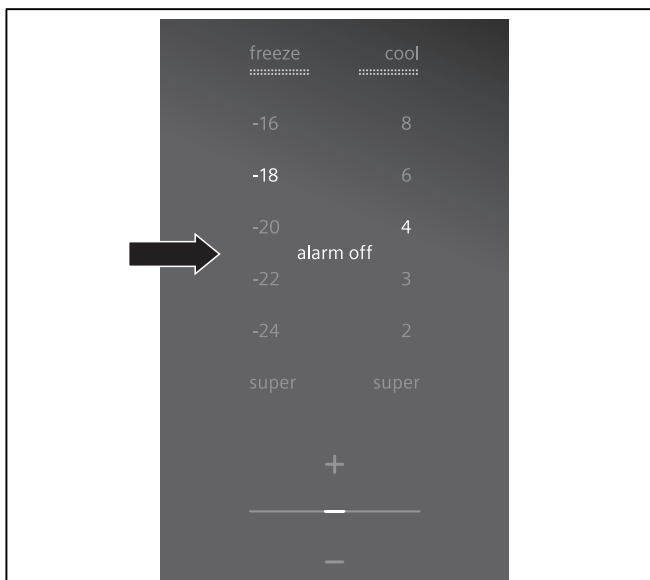 freeze cool
-16 8
-18 6
-20 4
alarm off
-22 3
-24 2
super super
+
−